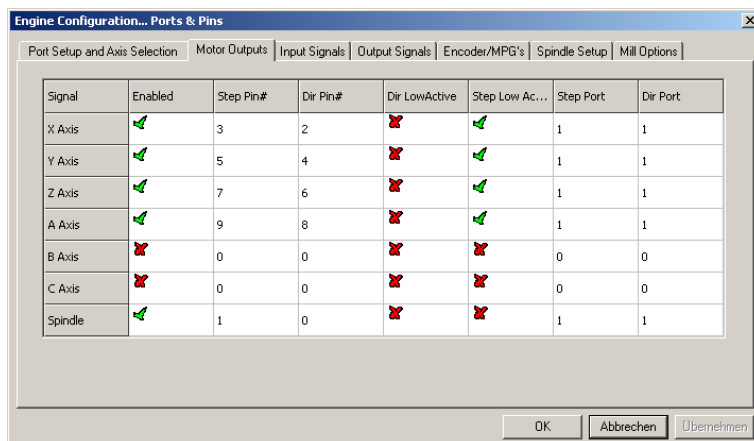 Engine Configuration... Ports & Pins
Port Setup and Axis Selection Motor Outputs Input Signals Output Signals Encoder/MPG's Spindle Setup Mill Options
Signal Enabled Step Pin# Dir Pin# Dir LowActive Step Low Ac... Step Port Dir Port
X Axis 3 2 1 1
Y Axis 5 4 1 1
Z Axis 7 6 1 1
A Axis 9 8 1 1
B Axis 0 0 0 0
C Axis 0 0 0 0
Spindle 1 0 1 1
OK Abbrechen Übernehmen